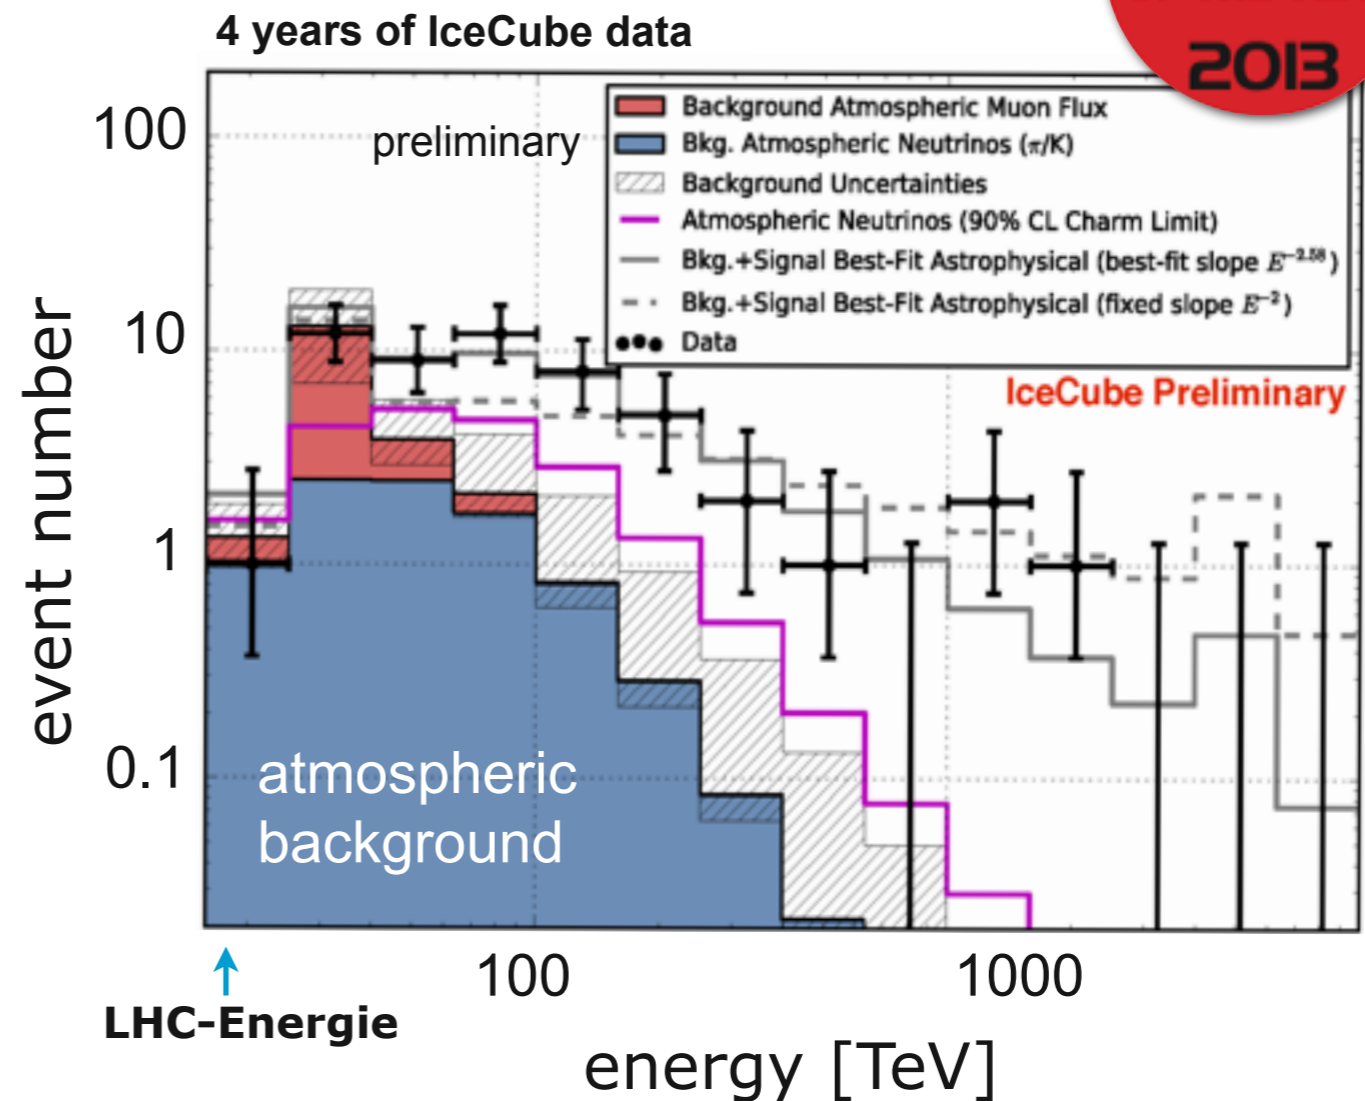 4 years of IceCube data
2013
100
10
1
0.1
event number
preliminary
Background Atmospheric Muon Flux
Bkg. Atmospheric Neutrinos (π/K)
Background Uncertainties
Atmospheric Neutrinos (90% CL Charm Limit)
Bkg.+Signal Best-Fit Astrophysical (best-fit slope E^-2.58)
Bkg.+Signal Best-Fit Astrophysical (fixed slope E^-2)
Data
IceCube Preliminary
atmospheric
background
100
1000
LHC-Energie
energy [TeV]